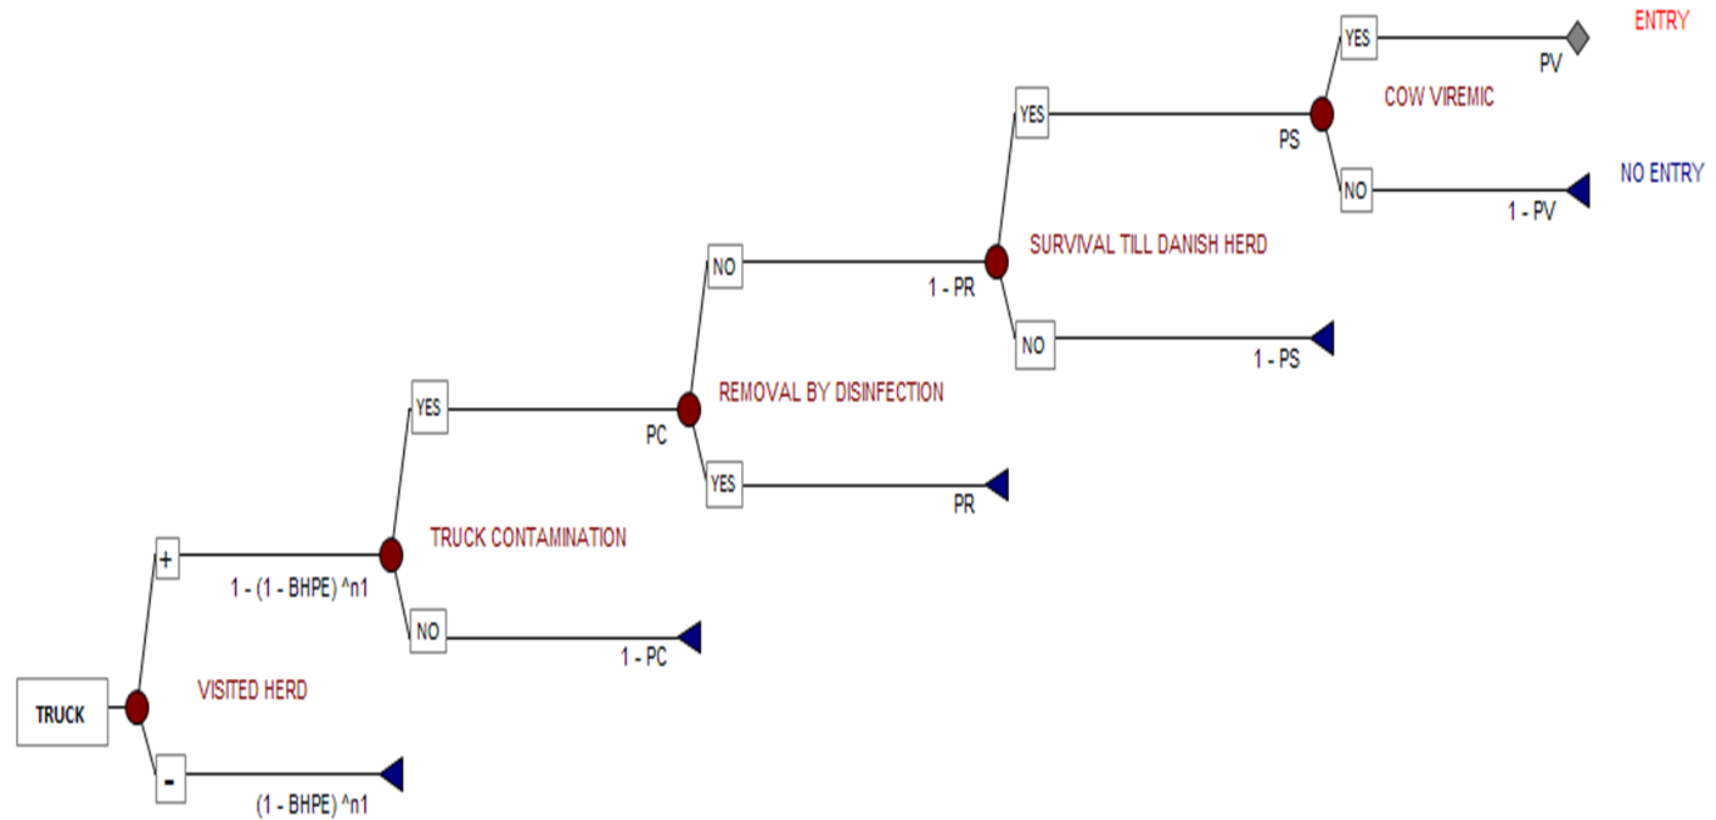 ENTRY
YES
PV
COW VIREMIC
YES
PS
NO ENTRY
NO
1 - PV
SURVIVAL TILL DANISH HERD
NO
1 - PR
NO
1 - PS
REMOVAL BY DISINFECTION
YES
PC
YES
PR
TRUCK CONTAMINATION
+
1 - (1 - BHPE) ^n1
NO
1 - PC
VISITED HERD
TRUCK
-
(1 - BHPE) ^n1